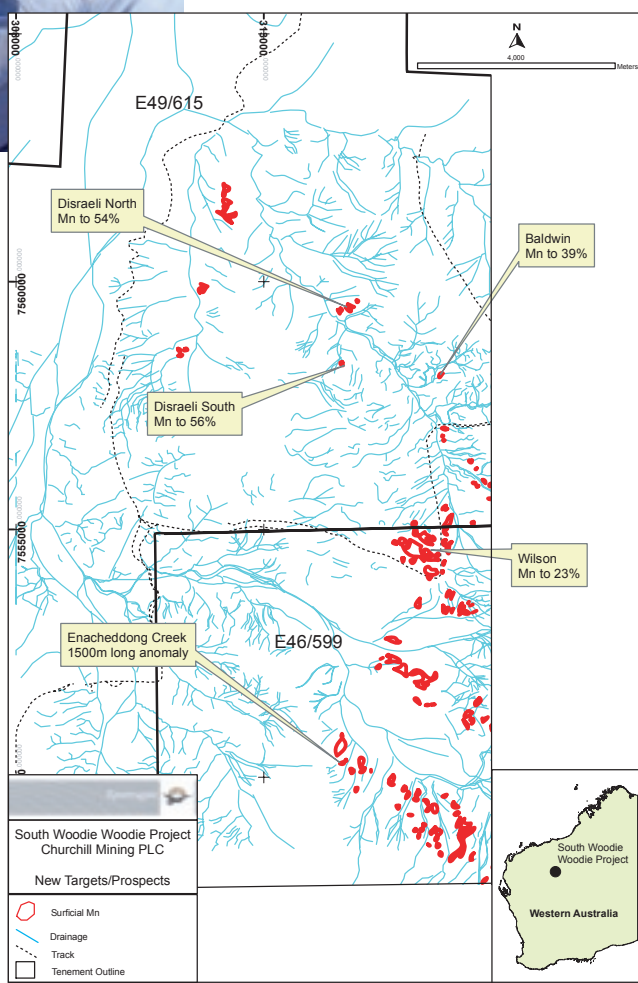 315000
N
4,000
Meters
E49/615
Disraeli North
Mn to 54%
Baldwin
Mn to 39%
7560000
Disraeli South
Mn to 56%
7555000
Wilson
Mn to 23%
Enacheddong Creek
1500m long anomaly
E46/599
South Woodie Woodie Project
Churchill Mining PLC
New Targets/Prospects
Surficial Mn
Drainage
Track
Tenement Outline
South Woodie
Woodie Project
Western Australia